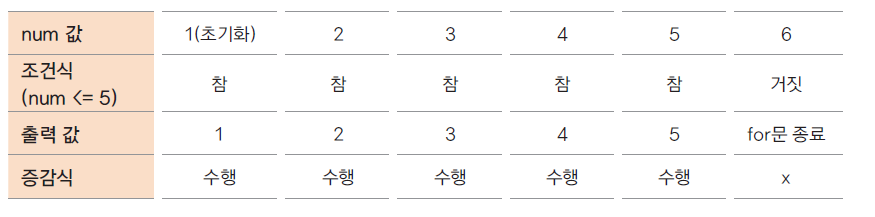 num 값 1(초기화) 2 3 4 5 6
조건식
(num <= 5) 참 참 참 참 참 거짓
출력 값 1 2 3 4 5 for문 종료
증감식 수행 수행 수행 수행 수행 x